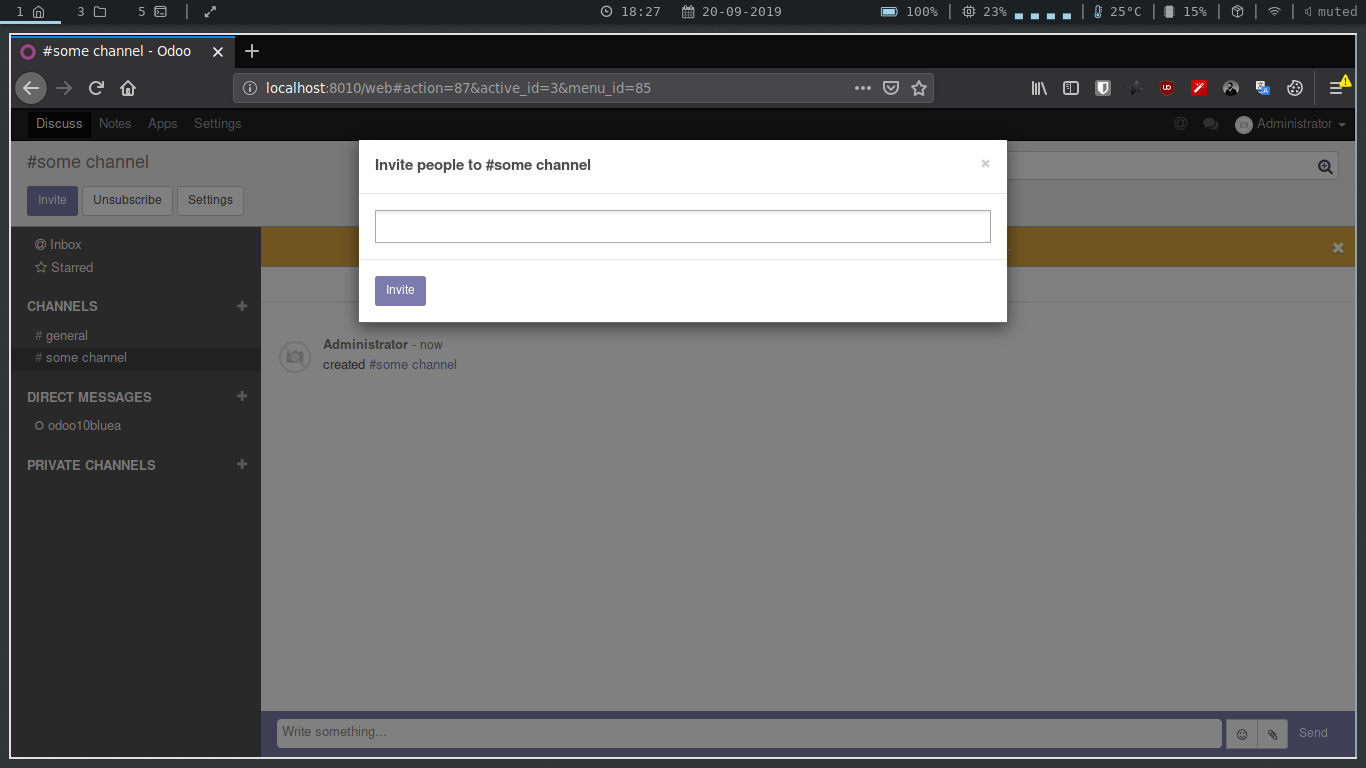 1 3 5 18:27 20-09-2019 100% 23% 25°C 15% muted
#some channel - Odoo
localhost:8010/web#action=87&active_id=3&menu_id=85
Discuss Notes Apps Settings Administrator
#some channel
Invite Unsubscribe Settings
Invite people to #some channel ×
Invite
Inbox
Starred
CHANNELS
# general
# some channel
DIRECT MESSAGES
odoo10bluea
PRIVATE CHANNELS
Administrator - now
created #some channel
Write something... Send